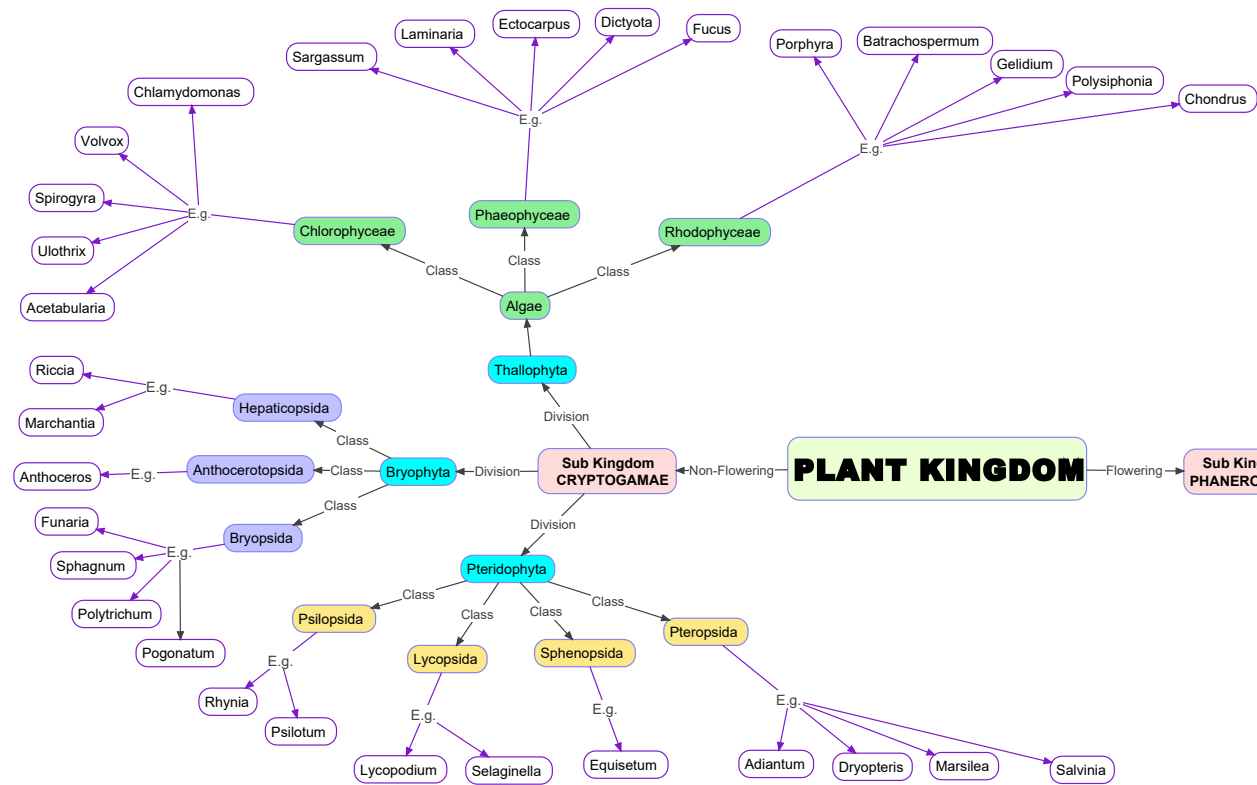 Ectocarpus
Dictyota
Fucus
Laminaria
Sargassum
Porphyra
Batrachospermum
Gelidium
Polysiphonia
Chondrus
Chlamydomonas
E.g.
Volvox
E.g.
Spirogyra
E.g.
Phaeophyceae
Chlorophyceae
Rhodophyceae
Ulothrix
Class
Class
Class
Acetabularia
Algae
Riccia
Thallophyta
E.g.
Marchantia
Hepaticopsida
Division
Class
Anthoceros
E.g.
Anthocerotopsida
Class
Bryophyta
Division
Sub Kingdom
CRYPTOGAMAE
Non-Flowering
PLANT KINGDOM
Flowering
Sub Kin
PHANERO
Class
Funaria
Bryopsida
Division
E.g.
Sphagnum
Pteridophyta
Polytrichum
Class
Class
Class
Class
Psilopsida
Pteropsida
Pogonatum
Lycopsida
Sphenopsida
E.g.
Rhynia
Psilotum
E.g.
E.g.
E.g.
Lycopodium
Selaginella
Equisetum
Adiantum
Dryopteris
Marsilea
Salvinia